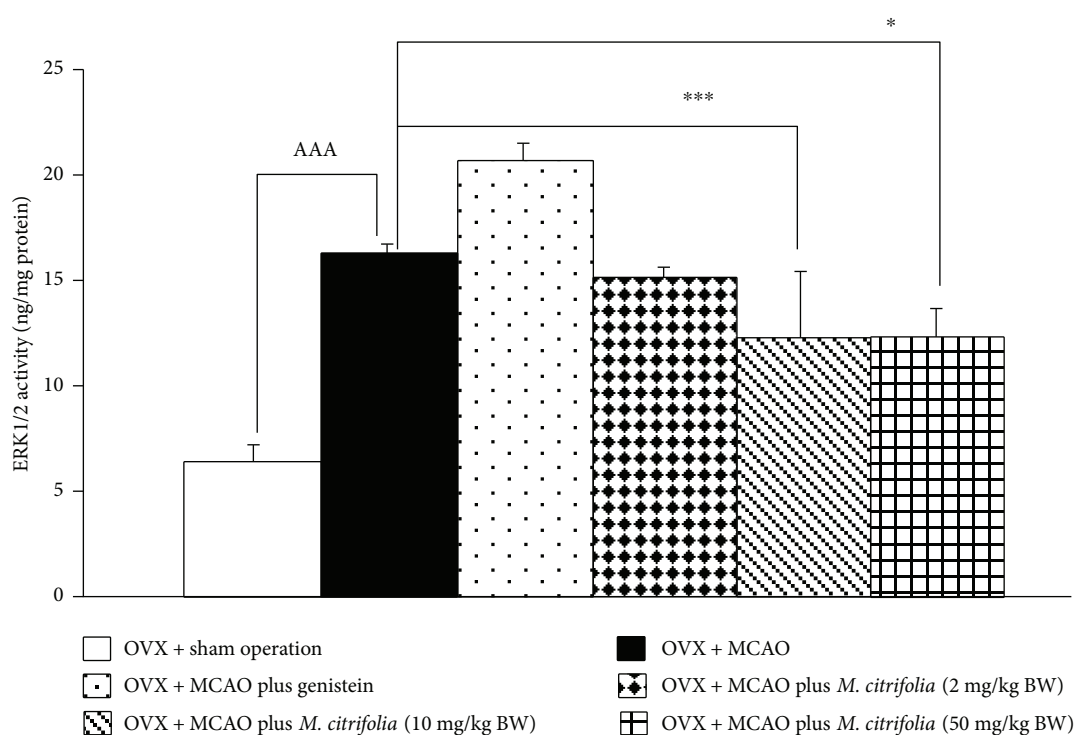 *
25
***
20
AAA
15
10
5
0
ERK1/2 activity (ng/mg protein)
OVX + sham operation
OVX + MCAO
OVX + MCAO plus genistein
OVX + MCAO plus M. citrifolia (2 mg/kg BW)
OVX + MCAO plus M. citrifolia (10 mg/kg BW)
OVX + MCAO plus M. citrifolia (50 mg/kg BW)